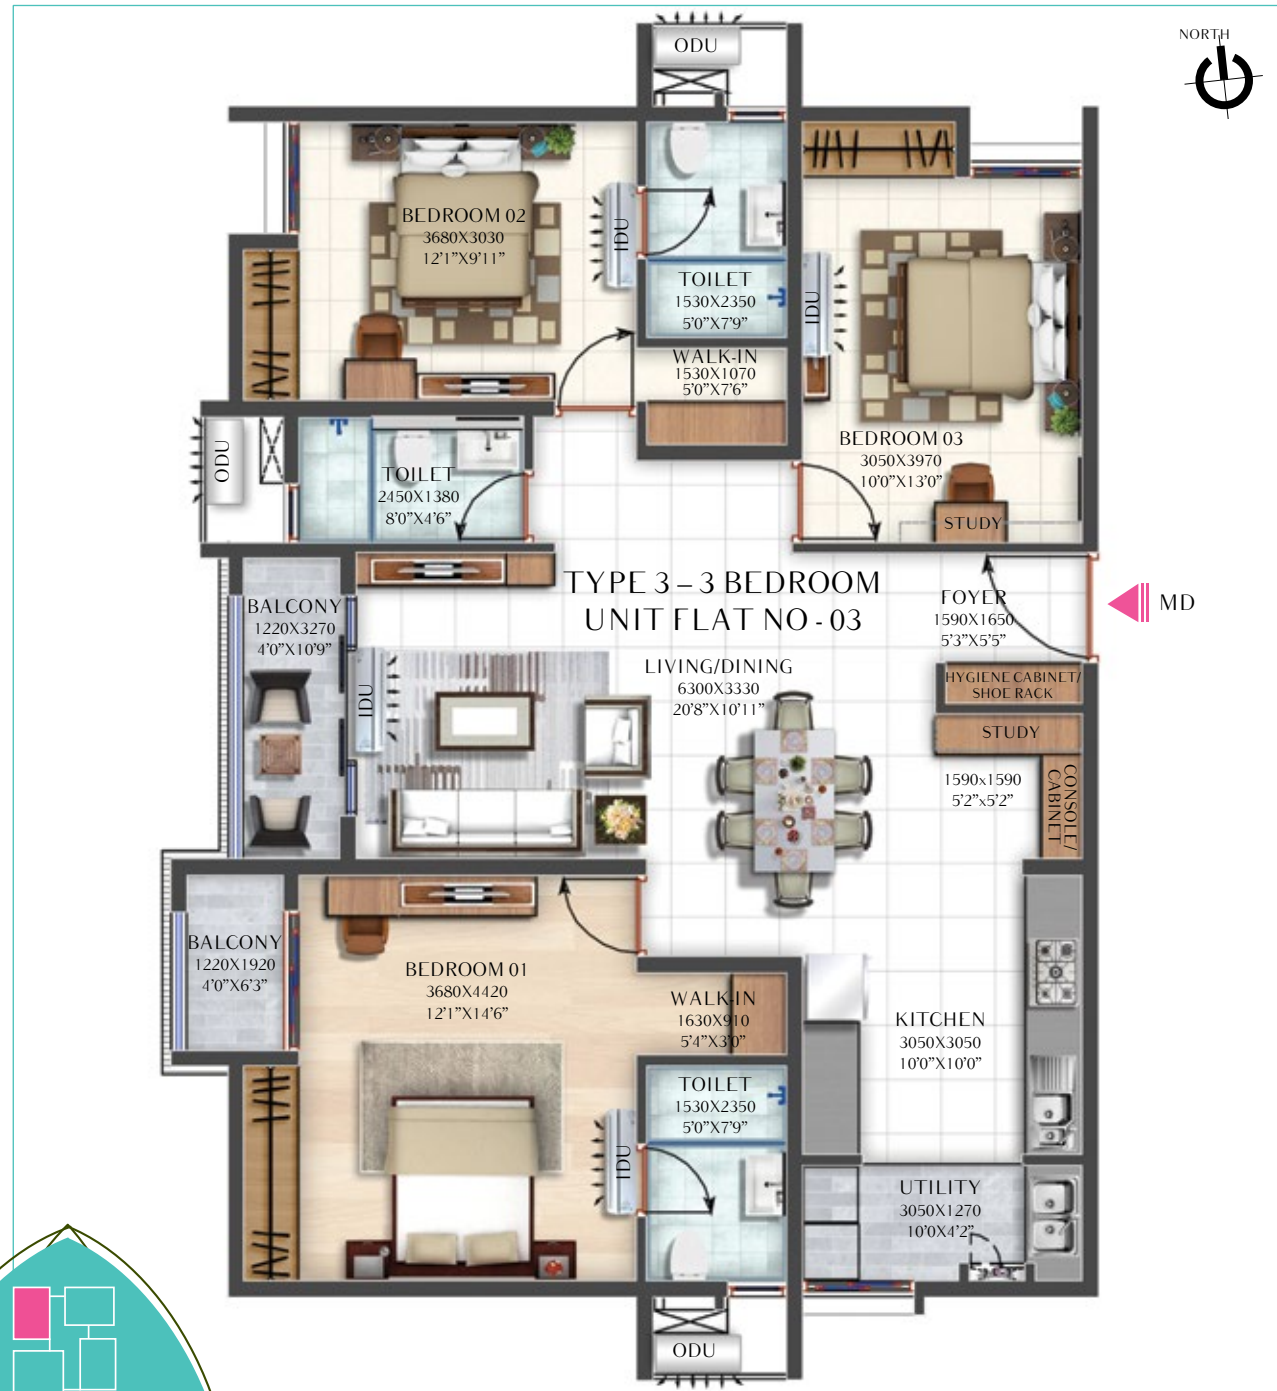 NORTH
ODU
BEDROOM 02
3680X3030
12'1"X9'11"
IDU
TOILET
1530X2350
5'0"X7'9"
IDU
WALK-IN
1530X1070
5'0"X7'6"
BEDROOM 03
3050X3970
10'0"X13'0"
STUDY
ODU
TOILET
2450X1380
8'0"X4'6"
TYPE 3 – 3 BEDROOM
UNIT FLAT NO - 03
BALCONY
1220X3270
4'0"X10'9"
FOYER
1590X1650
5'3"X5'5"
MD
IDU
LIVING/DINING
6300X3330
20'8"X10'11"
HYGIENE CABINET/
SHOE RACK
STUDY
1590x1590
5'2"x5'2"
CONSOLE/
CABINET
BALCONY
1220X1920
4'0"X6'3"
BEDROOM 01
3680X4420
12'1"X14'6"
WALK-IN
1630X910
5'4"X3'0"
KITCHEN
3050X3050
10'0"X10'0"
TOILET
1530X2350
5'0"X7'9"
IDU
UTILITY
3050X1270
10'0X4'2"
ODU